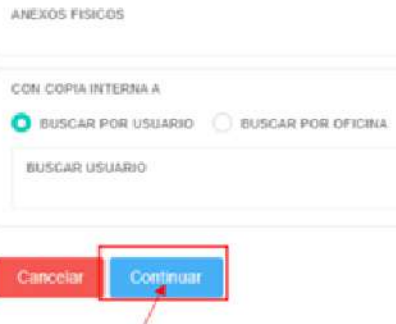 ANEXOS FISICOS
CON COPIA INTERNA A
BUSCAR POR USUARIO BUSCAR POR OFICINA
BUSCAR USUARIO
Cancelar Continuar